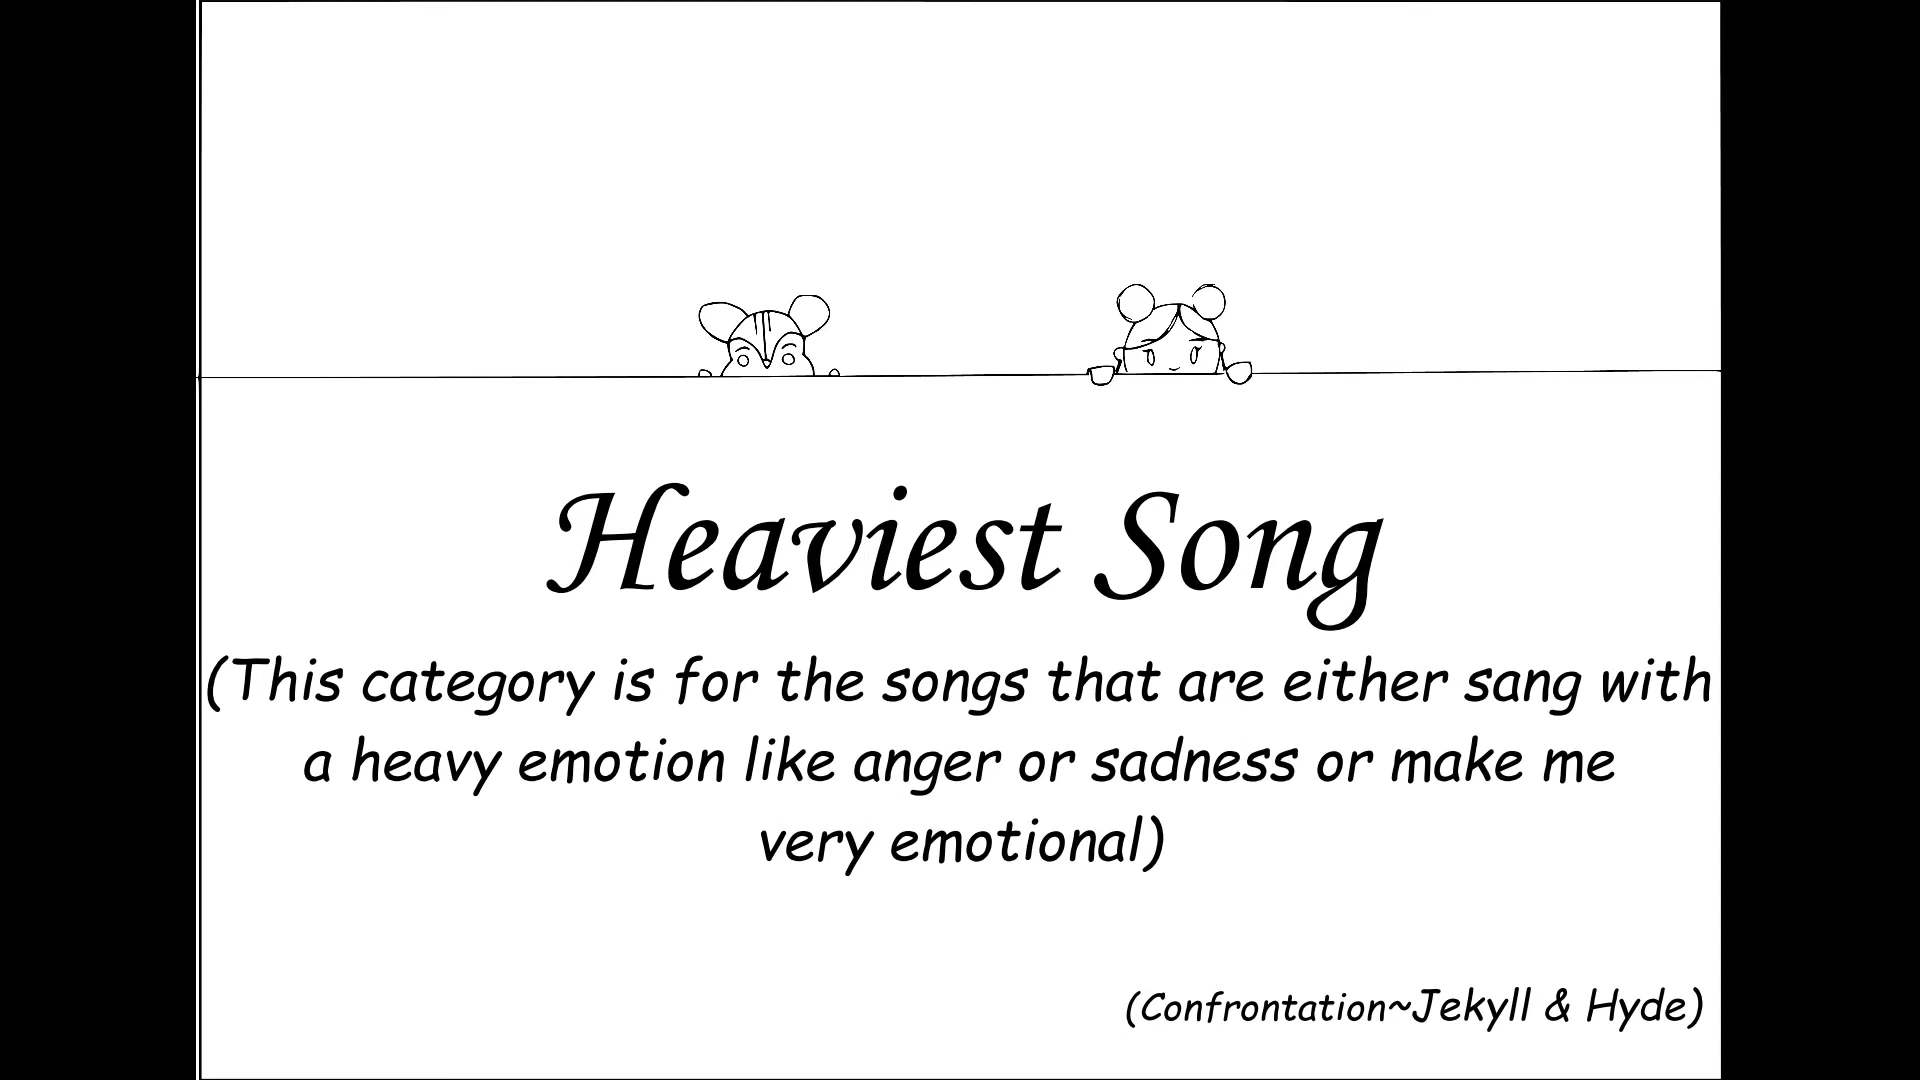 Heaviest Song
(This category is for the songs that are either sang with
a heavy emotion like anger or sadness or make me
very emotional)
(Confrontation~Jekyll & Hyde)